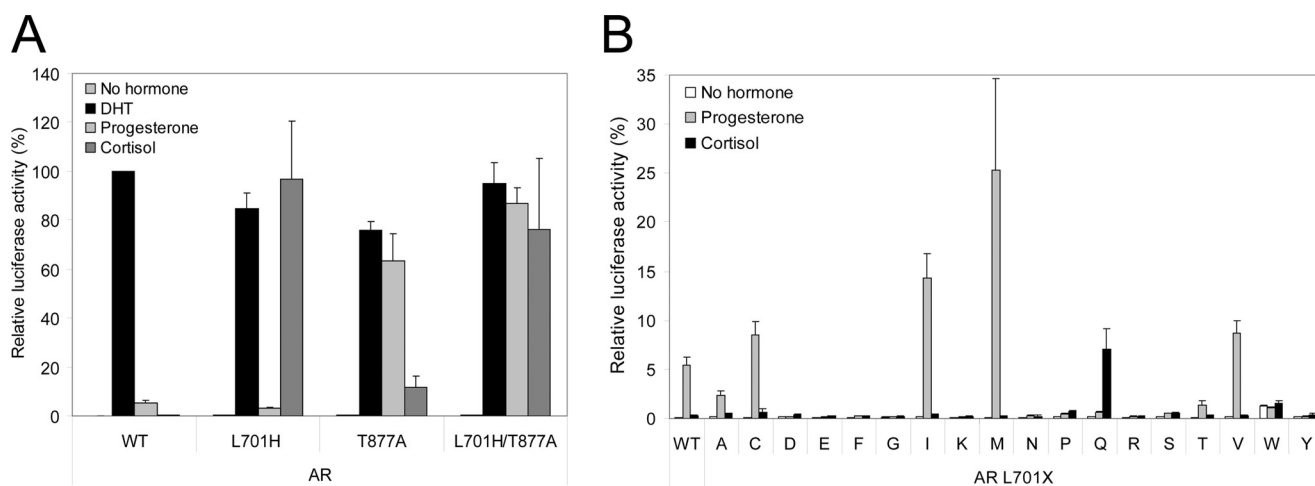 A
Relative luciferase activity (%)
140
120
100
80
60
40
20
0
No hormone
DHT
Progesterone
Cortisol
WT L701H T877A L701H/T877A
AR
B
Relative luciferase activity (%)
35
30
25
20
15
10
5
0
No hormone
Progesterone
Cortisol
WT A C D E F G I K M N P Q R S T V W Y
AR L701X